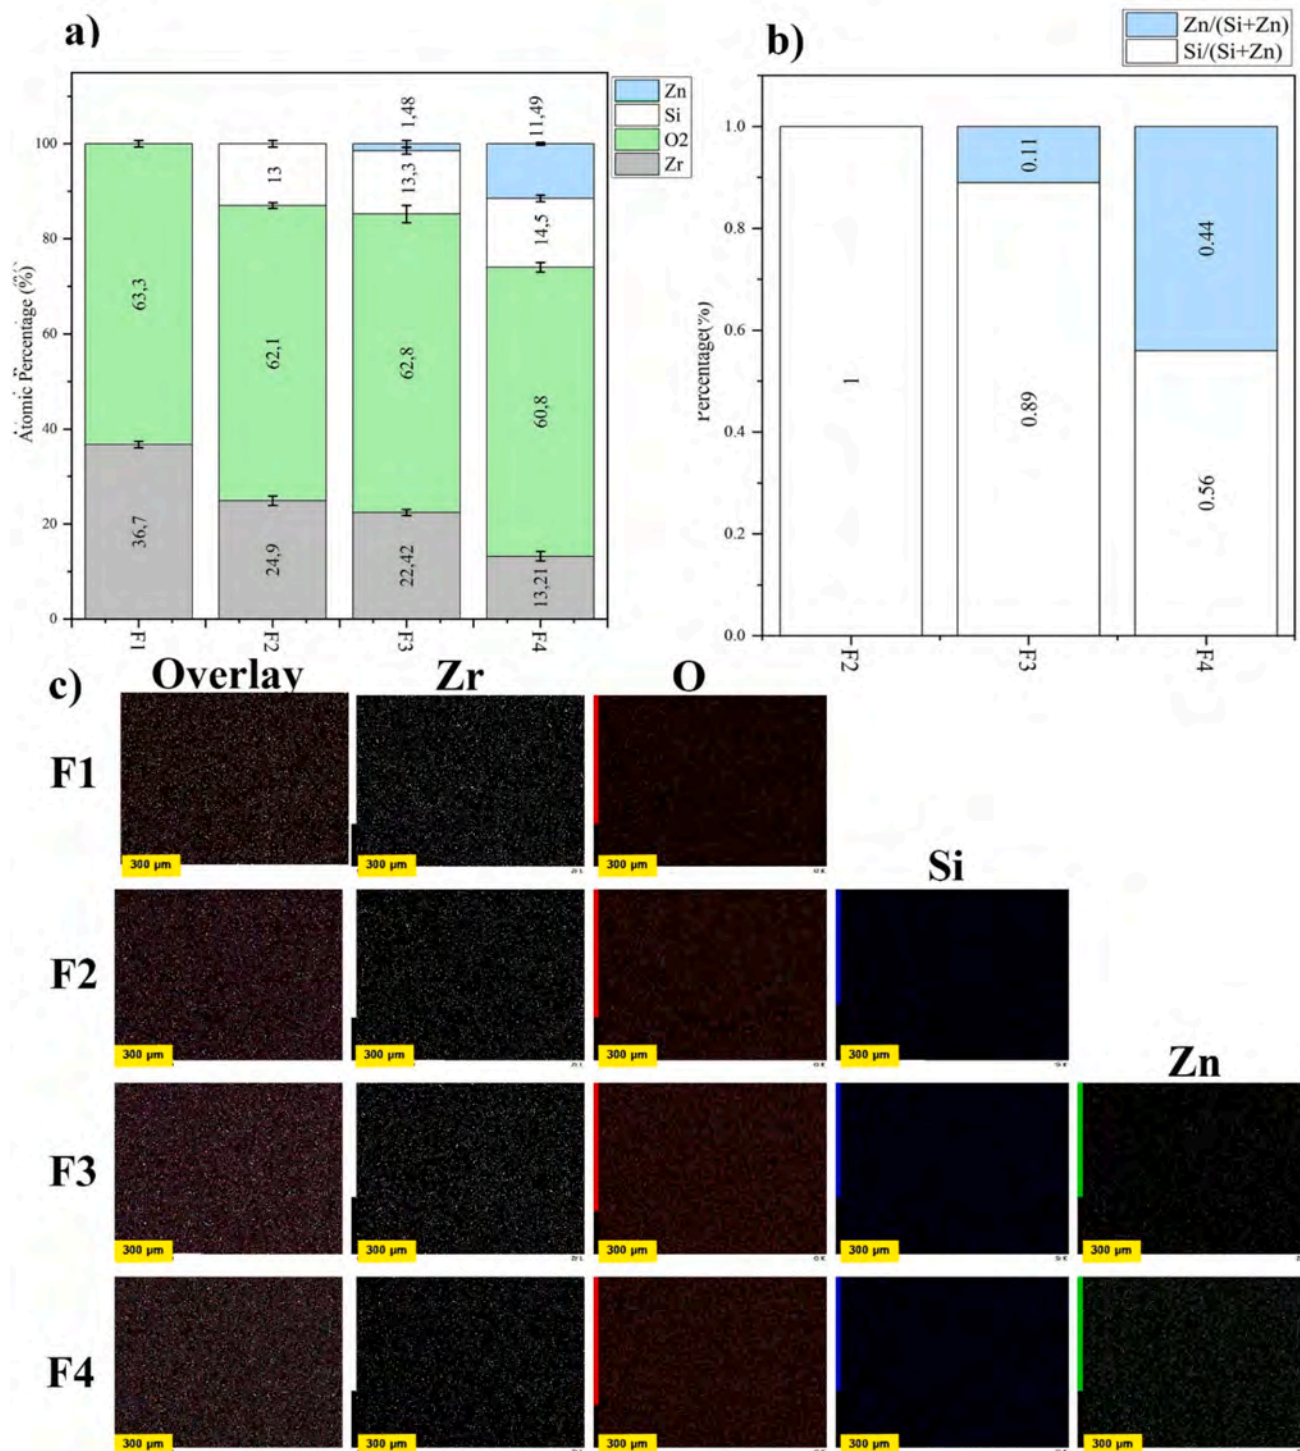 a)
Zn
Si
O2
Zr
Atomic Percentage (%)
100
80
60
40
20
0
63,3
36,7
13
62,1
24,9
1,48
13,3
62,8
22,42
11,49
14,5
60,8
13,21
F1
F2
F3
F4
b)
Zn/(Si+Zn)
Si/(Si+Zn)
1.0
0.8
0.6
0.4
0.2
0.0
1
0.11
0.89
0.44
0.56
F2
F3
F4
c)
Overlay
Zr
O
F1
300 µm
300 µm
300 µm
Si
F2
300 µm
300 µm
300 µm
300 µm
Zn
F3
300 µm
300 µm
300 µm
300 µm
300 µm
F4
300 µm
300 µm
300 µm
300 µm
300 µm